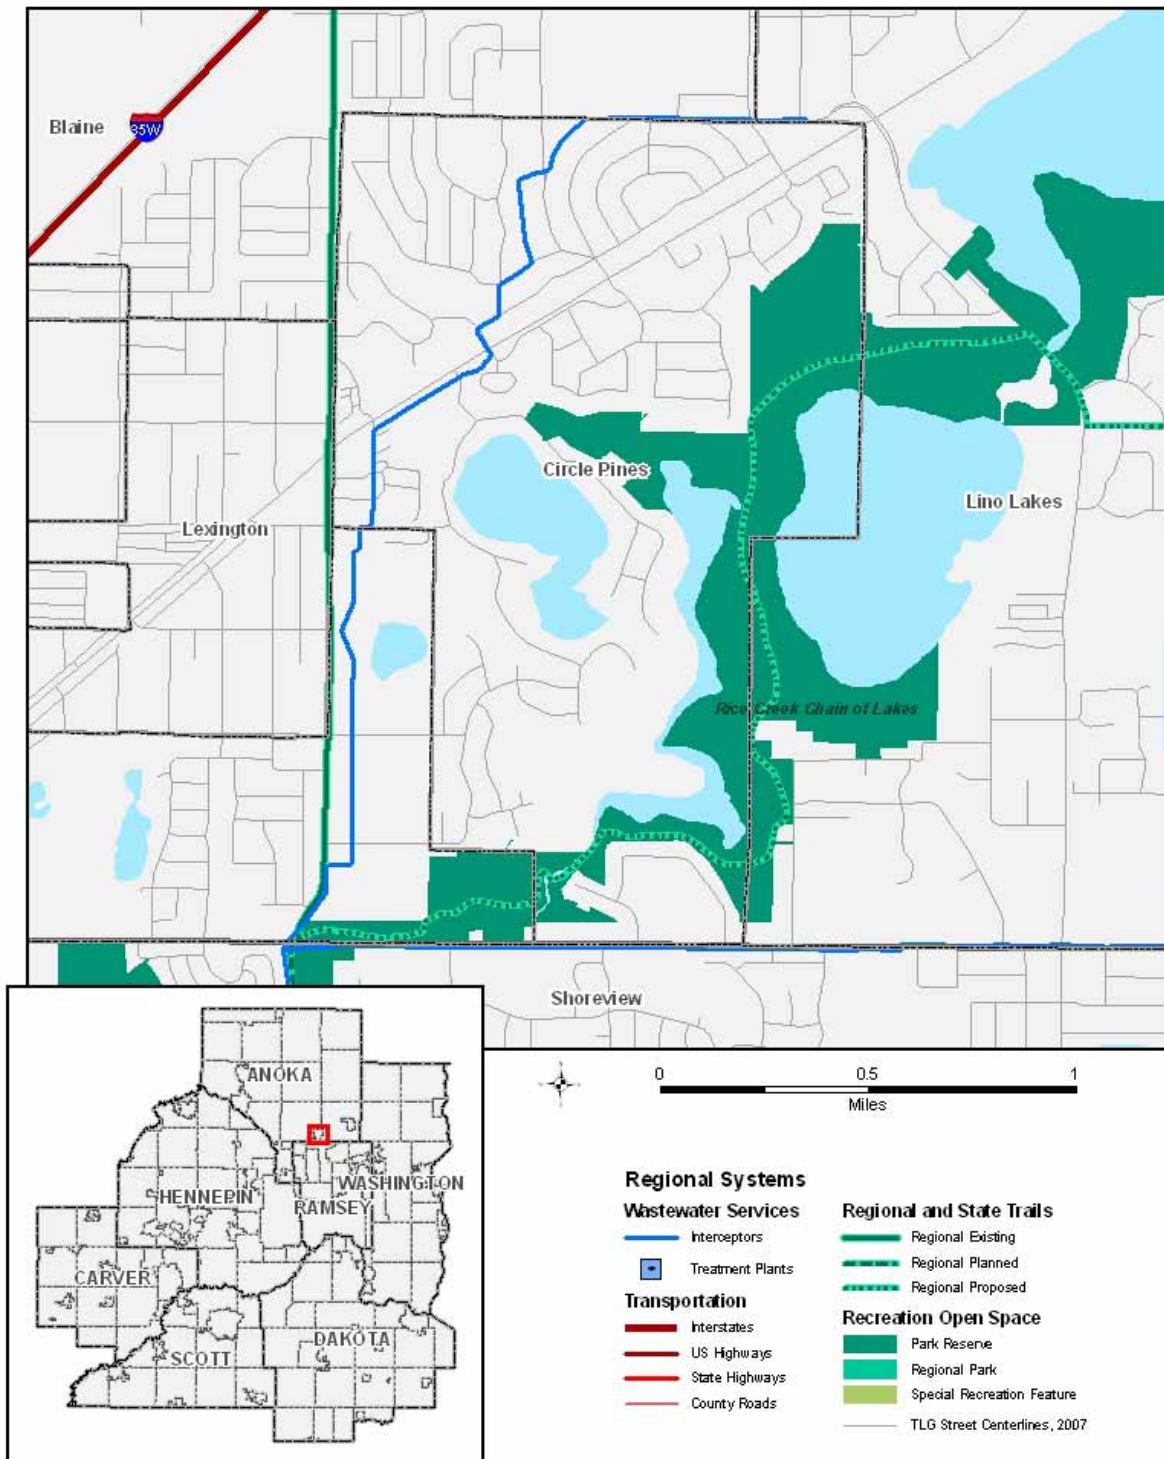 Blaine
35W
Circle Pines
Lino Lakes
Lexington
Rice Creek Chain of Lakes
Shoreview
ANOKA
WASHINGTON
HENNEPIN
RAMSEY
CARVER
DAKOTA
SCOTT
0 0.5 1
Miles
Regional Systems
Wastewater Services
Interceptors
Treatment Plants
Transportation
Interstates
US Highways
State Highways
County Roads
Regional and State Trails
Regional Existing
Regional Planned
Regional Proposed
Recreation Open Space
Park Reserve
Regional Park
Special Recreation Feature
TLG Street Centerlines, 2007